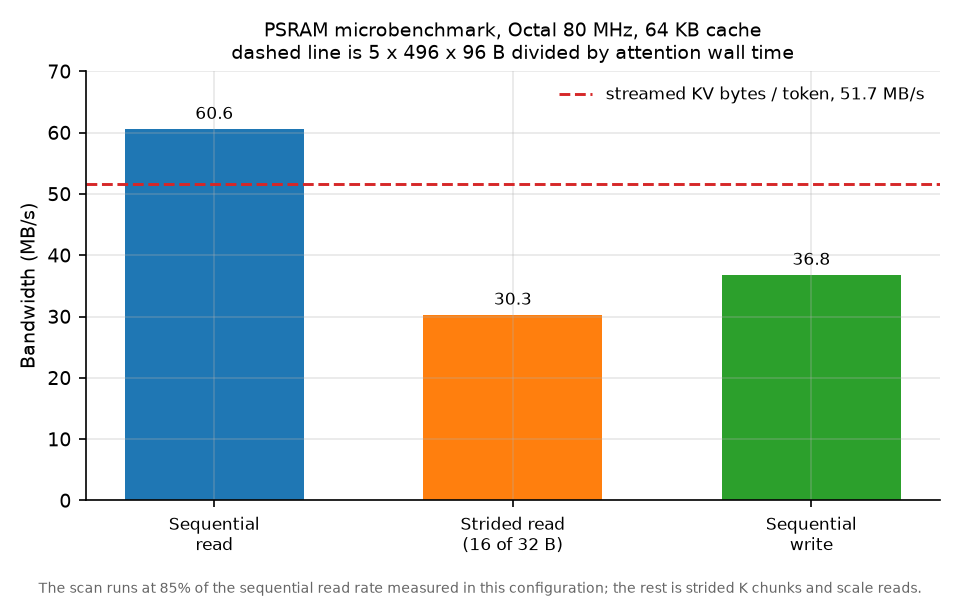 PSRAM microbenchmark, Octal 80 MHz, 64 KB cache
dashed line is 5 x 496 x 96 B divided by attention wall time
streamed KV bytes / token, 51.7 MB/s
Bandwidth (MB/s)
70
60
50
40
30
20
10
0
60.6
30.3
36.8
Sequential
read
Strided read
(16 of 32 B)
Sequential
write
The scan runs at 85% of the sequential read rate measured in this configuration; the rest is strided K chunks and scale reads.